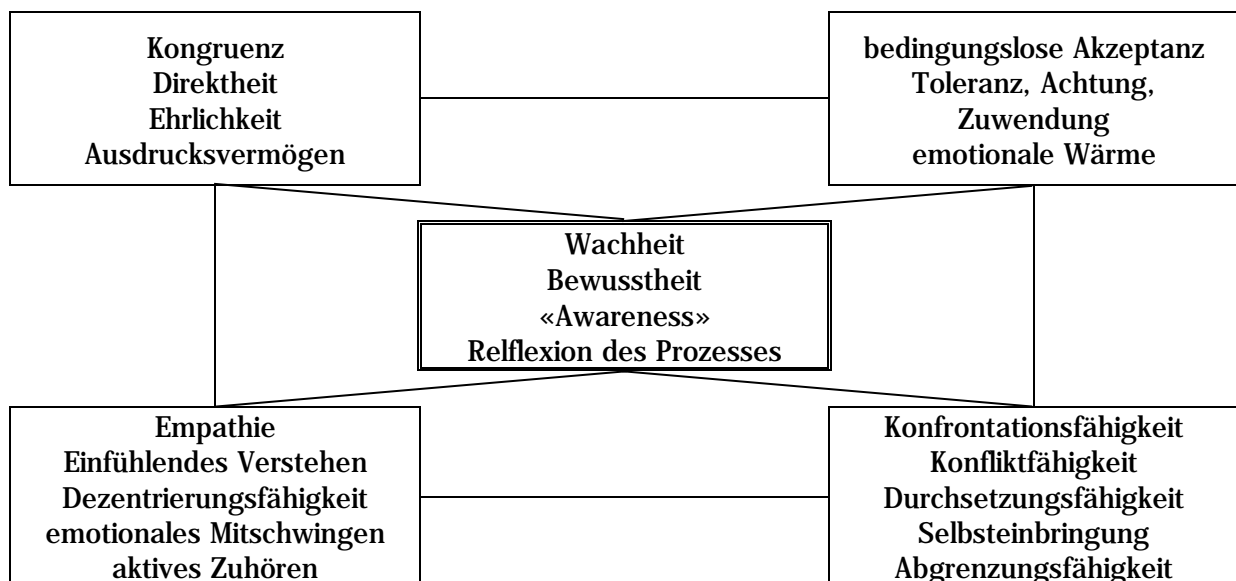 Kongruenz
Direktheit
Ehrlichkeit
Ausdrucksvermögen
bedingungslose Akzeptanz
Toleranz, Achtung,
Zuwendung
emotionale Wärme
Wachheit
Bewusstheit
«Awareness»
Relflexion des Prozesses
Empathie
Einfühlendes Verstehen
Dezentrierungsfähigkeit
emotionales Mitschwingen
aktives Zuhören
Konfrontationsfähigkeit
Konfliktfähigkeit
Durchsetzungsfähigkeit
Selbsteinbringung
Abgrenzungsfähigkeit